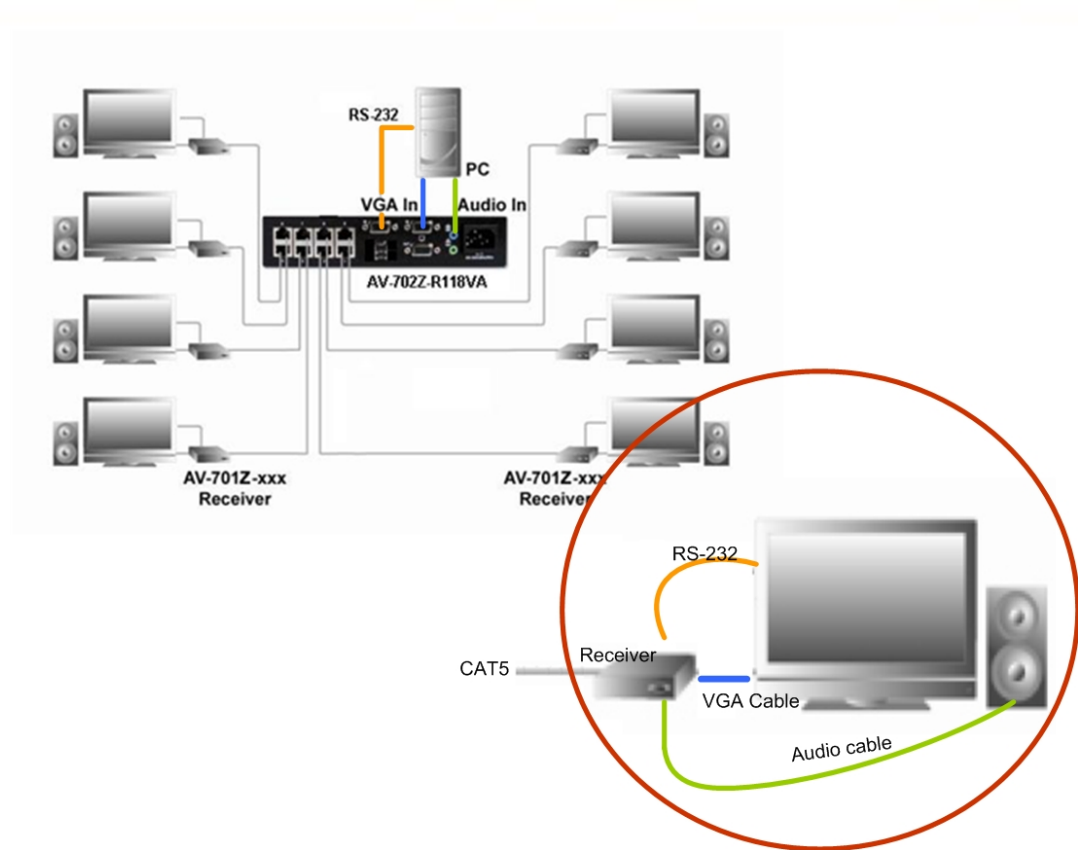 RS-232
PC
VGA In
Audio In
AV-702Z-R118VA
AV-701Z-xxx
Receiver
AV-701Z-xxx
Receiver
RS-232
Receiver
CAT5
VGA Cable
Audio cable